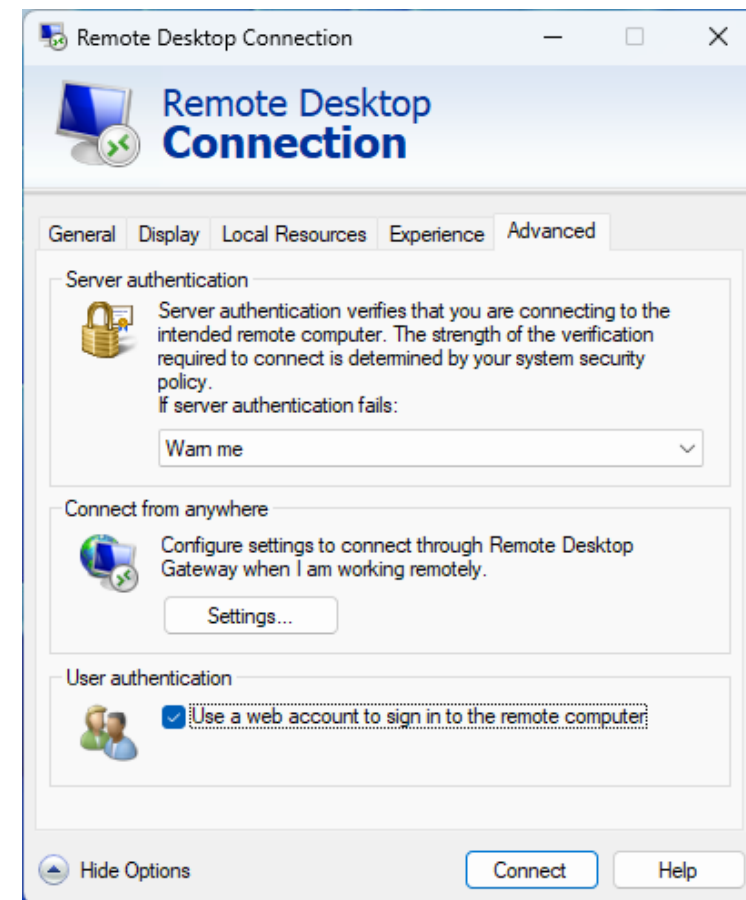 Remote Desktop Connection
Remote Desktop
Connection
General Display Local Resources Experience Advanced
Server authentication
Server authentication verifies that you are connecting to the
intended remote computer. The strength of the verification
required to connect is determined by your system security
policy.
If server authentication fails:
Warn me
Connect from anywhere
Configure settings to connect through Remote Desktop
Gateway when I am working remotely.
Settings...
User authentication
Use a web account to sign in to the remote computer
Hide Options Connect Help